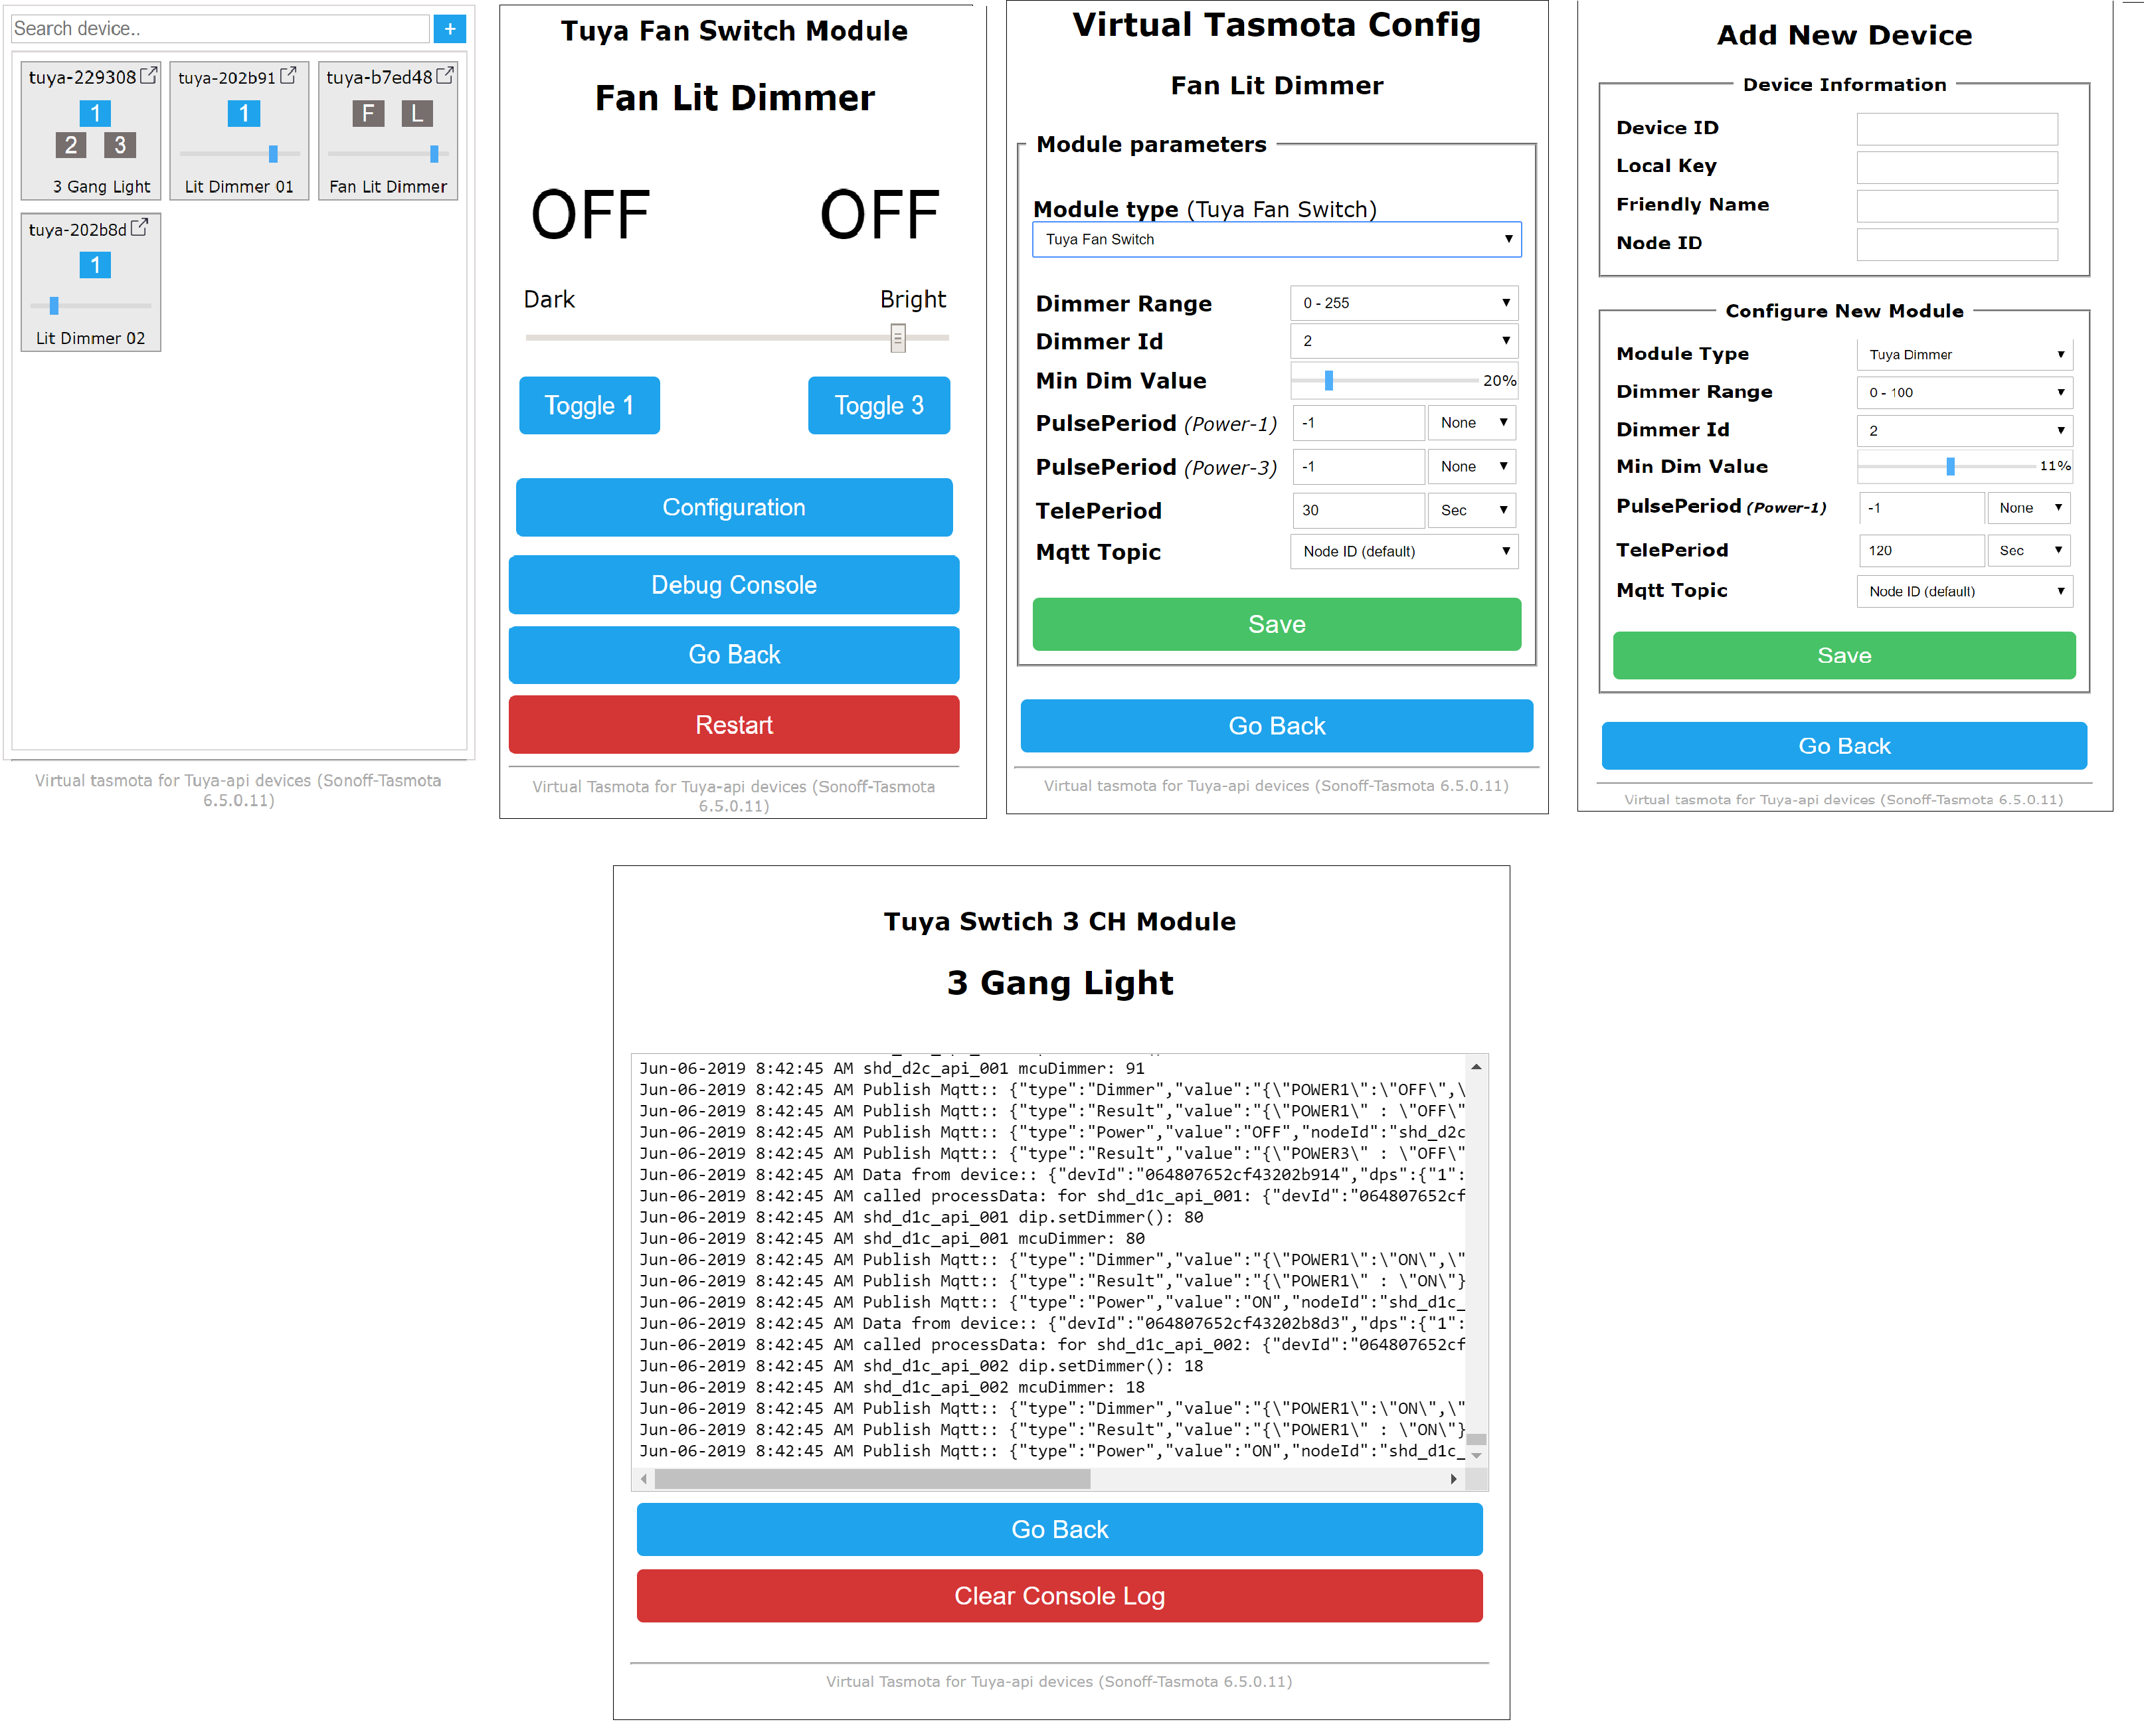 Search device..
+
tuya-229308
1
2 3
3 Gang Light
tuya-202b91
1
Lit Dimmer 01
tuya-b7ed48
F L
Fan Lit Dimmer
tuya-202b8d
1
Lit Dimmer 02
Virtual tasmota for Tuya-api devices (Sonoff-Tasmota
6.5.0.11)
Tuya Fan Switch Module
Fan Lit Dimmer
OFF OFF
Dark Bright
Toggle 1 Toggle 3
Configuration
Debug Console
Go Back
Restart
Virtual Tasmota for Tuya-api devices (Sonoff-Tasmota
6.5.0.11)
Virtual Tasmota Config
Fan Lit Dimmer
Module parameters
Module type (Tuya Fan Switch)
Tuya Fan Switch
Dimmer Range 0 - 255
Dimmer Id 2
Min Dim Value 20%
PulsePeriod (Power-1) -1 None
PulsePeriod (Power-3) -1 None
TelePeriod 30 Sec
Mqtt Topic Node ID (default)
Save
Go Back
Virtual tasmota for Tuya-api devices (Sonoff-Tasmota 6.5.0.11)
Add New Device
Device Information
Device ID
Local Key
Friendly Name
Node ID
Configure New Module
Module Type Tuya Dimmer
Dimmer Range 0 - 100
Dimmer Id 2
Min Dim Value 11%
PulsePeriod (Power-1) -1 None
TelePeriod 120 Sec
Mqtt Topic Node ID (default)
Save
Go Back
Virtual tasmota for Tuya-api devices (Sonoff-Tasmota 6.5.0.11)
Tuya Swtich 3 CH Module
3 Gang Light
Jun-06-2019 8:42:45 AM shd_d2c_api_001 mcuDimmer: 91
Jun-06-2019 8:42:45 AM Publish Mqtt:: {"type":"Dimmer","value":"{\"POWER1\":\"OFF\",\
Jun-06-2019 8:42:45 AM Publish Mqtt:: {"type":"Result","value":"{\"POWER1\" : \"OFF\"
Jun-06-2019 8:42:45 AM Publish Mqtt:: {"type":"Power","value":"OFF","nodeId":"shd_d2c
Jun-06-2019 8:42:45 AM Publish Mqtt:: {"type":"Result","value":"{\"POWER3\" : \"OFF\"
Jun-06-2019 8:42:45 AM Data from device:: {"devId":"064807652cf43202b914","dps":{"1":
Jun-06-2019 8:42:45 AM called processData: for shd_d1c_api_001: {"devId":"064807652cf
Jun-06-2019 8:42:45 AM shd_d1c_api_001 dip.setDimmer(): 80
Jun-06-2019 8:42:45 AM shd_d1c_api_001 mcuDimmer: 80
Jun-06-2019 8:42:45 AM Publish Mqtt:: {"type":"Dimmer","value":"{\"POWER1\":\"ON\",\"
Jun-06-2019 8:42:45 AM Publish Mqtt:: {"type":"Result","value":"{\"POWER1\" : \"ON\"}
Jun-06-2019 8:42:45 AM Publish Mqtt:: {"type":"Power","value":"ON","nodeId":"shd_d1c_
Jun-06-2019 8:42:45 AM Data from device:: {"devId":"064807652cf43202b8d3","dps":{"1":
Jun-06-2019 8:42:45 AM called processData: for shd_d1c_api_002: {"devId":"064807652cf
Jun-06-2019 8:42:45 AM shd_d1c_api_002 dip.setDimmer(): 18
Jun-06-2019 8:42:45 AM shd_d1c_api_002 mcuDimmer: 18
Jun-06-2019 8:42:45 AM Publish Mqtt:: {"type":"Dimmer","value":"{\"POWER1\":\"ON\",\"
Jun-06-2019 8:42:45 AM Publish Mqtt:: {"type":"Result","value":"{\"POWER1\" : \"ON\"}
Jun-06-2019 8:42:45 AM Publish Mqtt:: {"type":"Power","value":"ON","nodeId":"shd_d1c_
Go Back
Clear Console Log
Virtual Tasmota for Tuya-api devices (Sonoff-Tasmota 6.5.0.11)